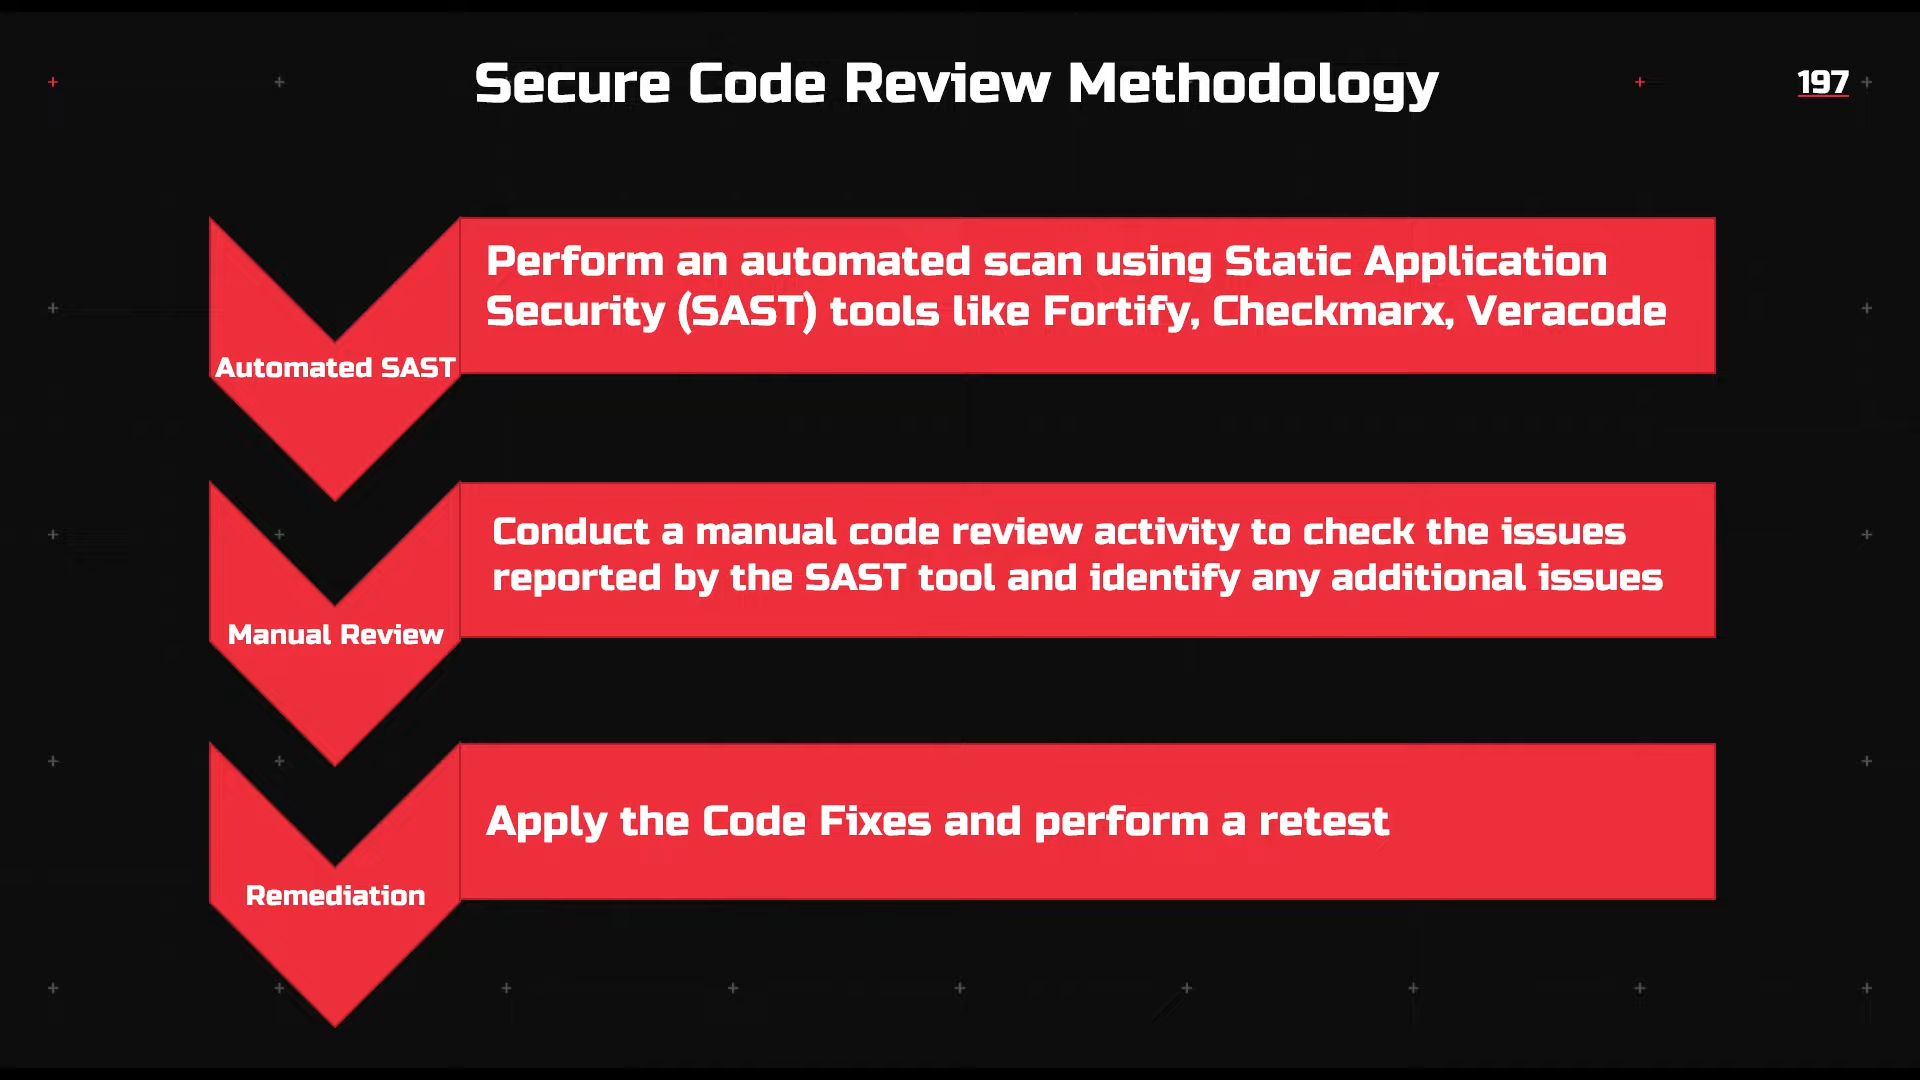 Secure Code Review Methodology
197
Perform an automated scan using Static Application
Security (SAST) tools like Fortify, Checkmarx, Veracode
Automated SAST
Conduct a manual code review activity to check the issues
reported by the SAST tool and identify any additional issues
Manual Review
Apply the Code Fixes and perform a retest
Remediation